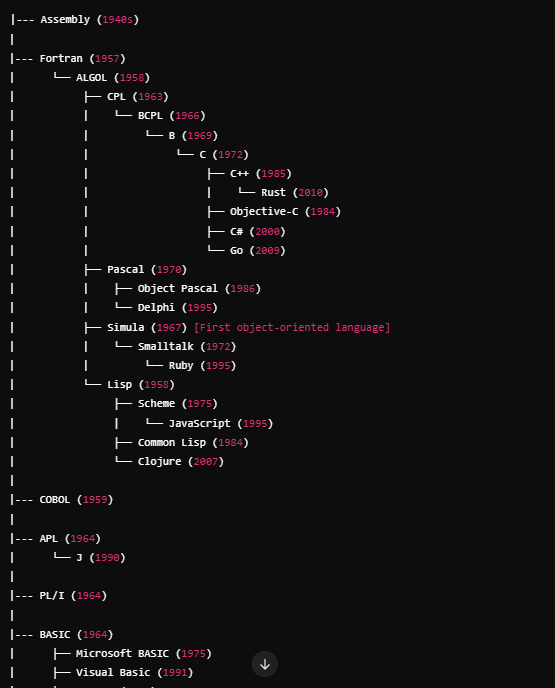 |--- Assembly (1940s)
|
|--- Fortran (1957)
|      └── ALGOL (1958)
|           ├── CPL (1963)
|           |    └── BCPL (1966)
|           |         └── B (1969)
|           |              └── C (1972)
|           |                   ├── C++ (1985)
|           |                   |    └── Rust (2010)
|           |                   ├── Objective-C (1984)
|           |                   ├── C# (2000)
|           |                   └── Go (2009)
|           ├── Pascal (1970)
|           |    ├── Object Pascal (1986)
|           |    └── Delphi (1995)
|           ├── Simula (1967) [First object-oriented language]
|           |    └── Smalltalk (1972)
|           |         └── Ruby (1995)
|           └── Lisp (1958)
|                ├── Scheme (1975)
|                |    └── JavaScript (1995)
|                ├── Common Lisp (1984)
|                └── Clojure (2007)
|
|--- COBOL (1959)
|
|--- APL (1964)
|      └── J (1990)
|
|--- PL/I (1964)
|
|--- BASIC (1964)
|      ├── Microsoft BASIC (1975)
|      ├── Visual Basic (1991)